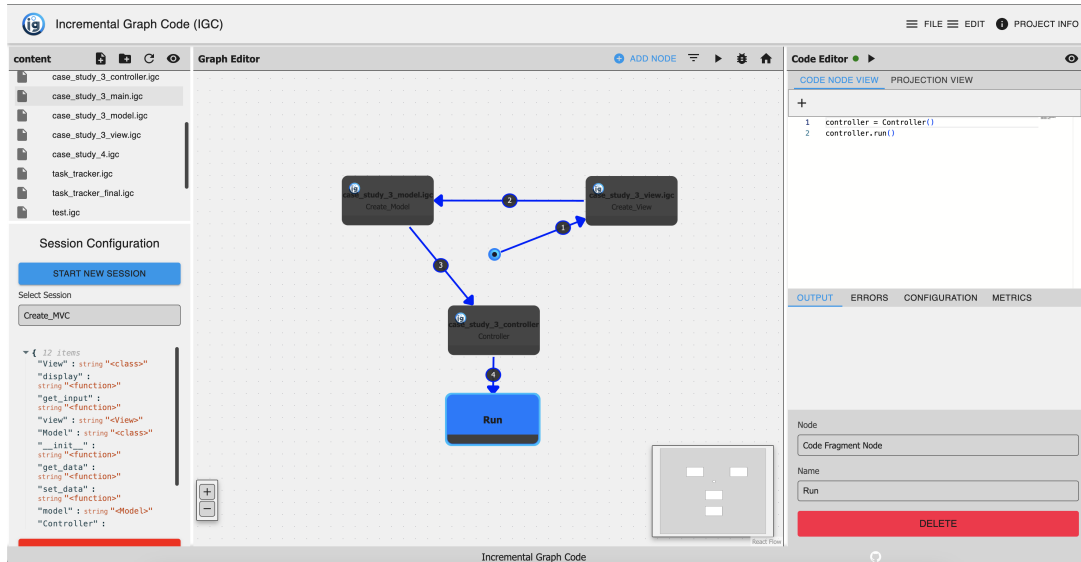 ig Incremental Graph Code (IGC)
FILE EDIT PROJECT INFO
content
case_study_3_controller.igc
case_study_3_main.igc
case_study_3_model.igc
case_study_3_view.igc
case_study_4.igc
task_tracker.igc
task_tracker_final.igc
test.igc
Session Configuration
START NEW SESSION
Select Session
Create_MVC
{ 12 items
"View" : string "<class>"
"display" :
string "<function>"
"get_input" :
string "<function>"
"view" : string "<View>"
"Model" : string "<class>"
"__init__" :
string "<function>"
"get_data" :
string "<function>"
"set_data" :
string "<function>"
"model" : string "<Model>"
"Controller" :
Graph Editor
ADD NODE
ig
case_study_3_model.igc
Create_Model
2
ig
case_study_3_view.igc
Create_View
1
3
ig
case_study_3_controller
Controller
4
Run
+
−
React Flow
Code Editor
CODE NODE VIEW PROJECTION VIEW
+
1 controller = Controller()
2 controller.run()
OUTPUT ERRORS CONFIGURATION METRICS
Node
Code Fragment Node
Name
Run
DELETE
Incremental Graph Code